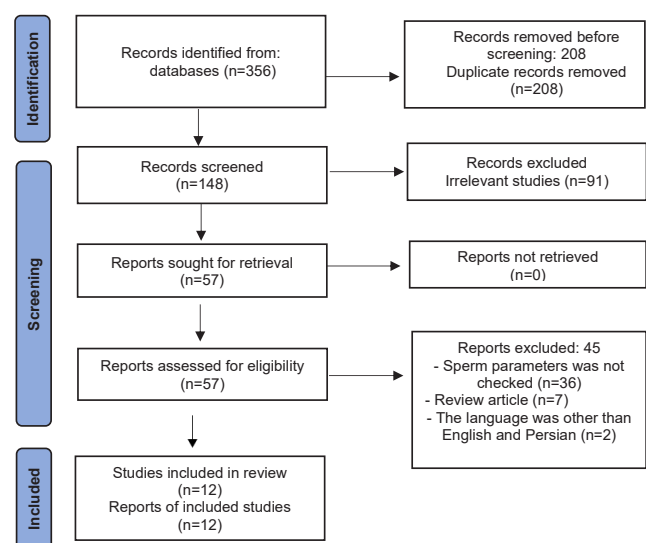 Identification
Records identified from:
databases (n=356)
Records removed before
screening: 208
Duplicate records removed
(n=208)
Screening
Records screened
(n=148)
Records excluded
Irrelevant studies (n=91)
Reports sought for retrieval
(n=57)
Reports not retrieved
(n=0)
Reports assessed for eligibility
(n=57)
Reports excluded: 45
- Sperm parameters was not
checked (n=36)
- Review article (n=7)
- The language was other than
English and Persian (n=2)
Included
Studies included in review
(n=12)
Reports of included studies
(n=12)